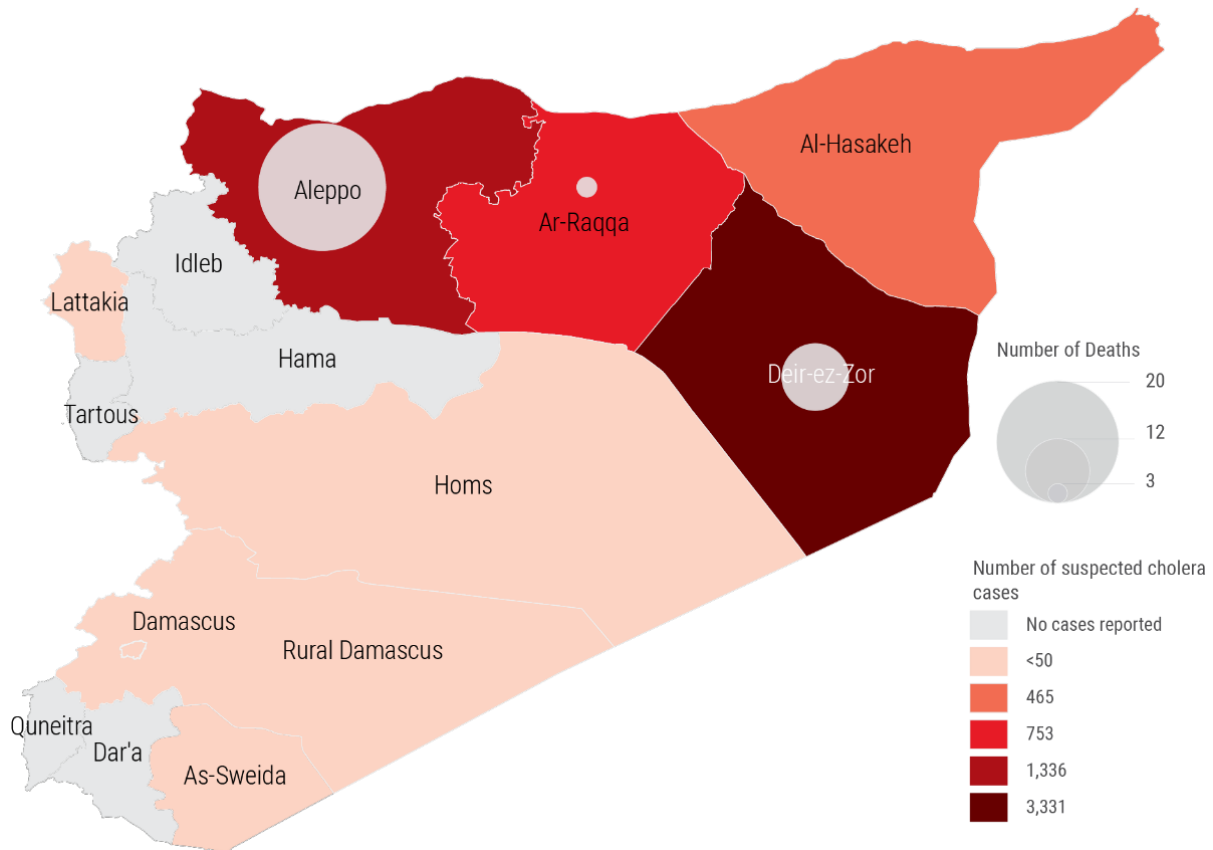 Al-Hasakeh
Aleppo
Ar-Raqqa
Idleb
Lattakia
Hama
Deir-ez-Zor
Tartous
Homs
Damascus
Rural Damascus
Quneitra
Dar'a
As-Sweida
Number of Deaths
20
12
3
Number of suspected cholera
cases
No cases reported
<50
465
753
1,336
3,331